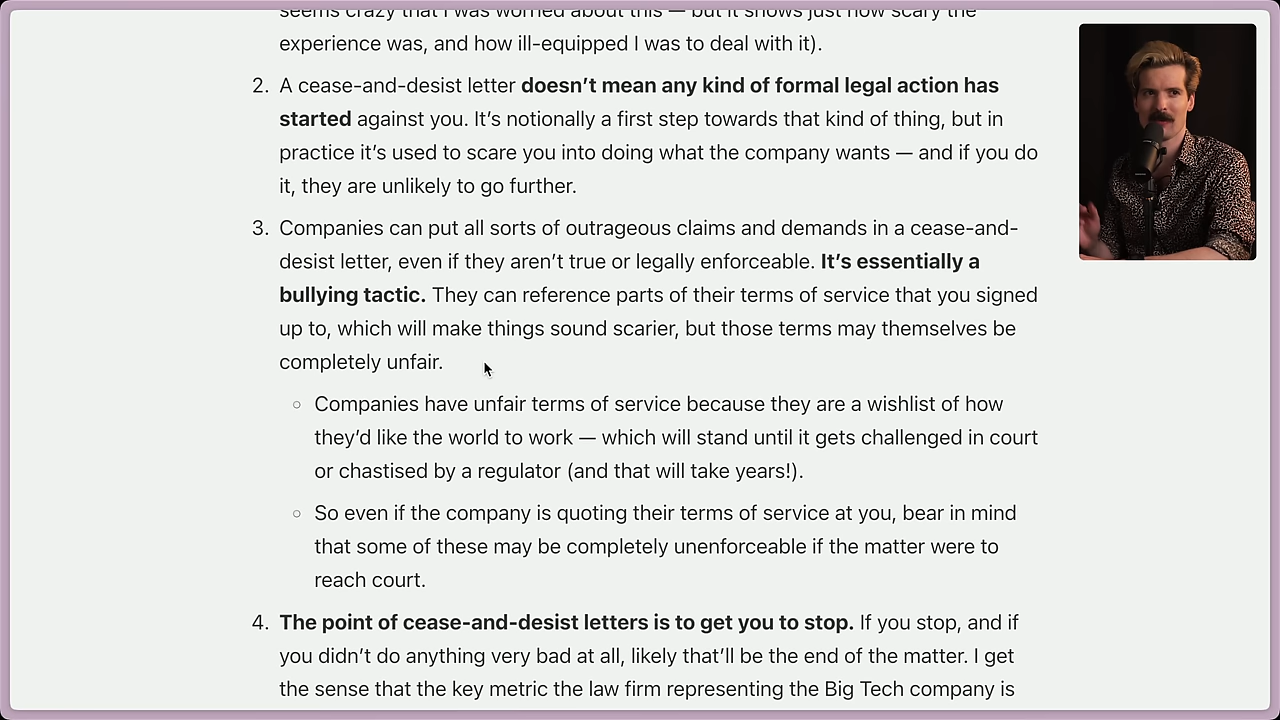 seems crazy that I was worried about this — but it shows just how scary the
experience was, and how ill-equipped I was to deal with it).
2. A cease-and-desist letter doesn’t mean any kind of formal legal action has
started against you. It’s notionally a first step towards that kind of thing, but in
practice it’s used to scare you into doing what the company wants — and if you do
it, they are unlikely to go further.
3. Companies can put all sorts of outrageous claims and demands in a cease-and-
desist letter, even if they aren’t true or legally enforceable. It’s essentially a
bullying tactic. They can reference parts of their terms of service that you signed
up to, which will make things sound scarier, but those terms may themselves be
completely unfair.
○ Companies have unfair terms of service because they are a wishlist of how
they’d like the world to work — which will stand until it gets challenged in court
or chastised by a regulator (and that will take years!).
○ So even if the company is quoting their terms of service at you, bear in mind
that some of these may be completely unenforceable if the matter were to
reach court.
4. The point of cease-and-desist letters is to get you to stop. If you stop, and if
you didn’t do anything very bad at all, likely that’ll be the end of the matter. I get
the sense that the key metric the law firm representing the Big Tech company is